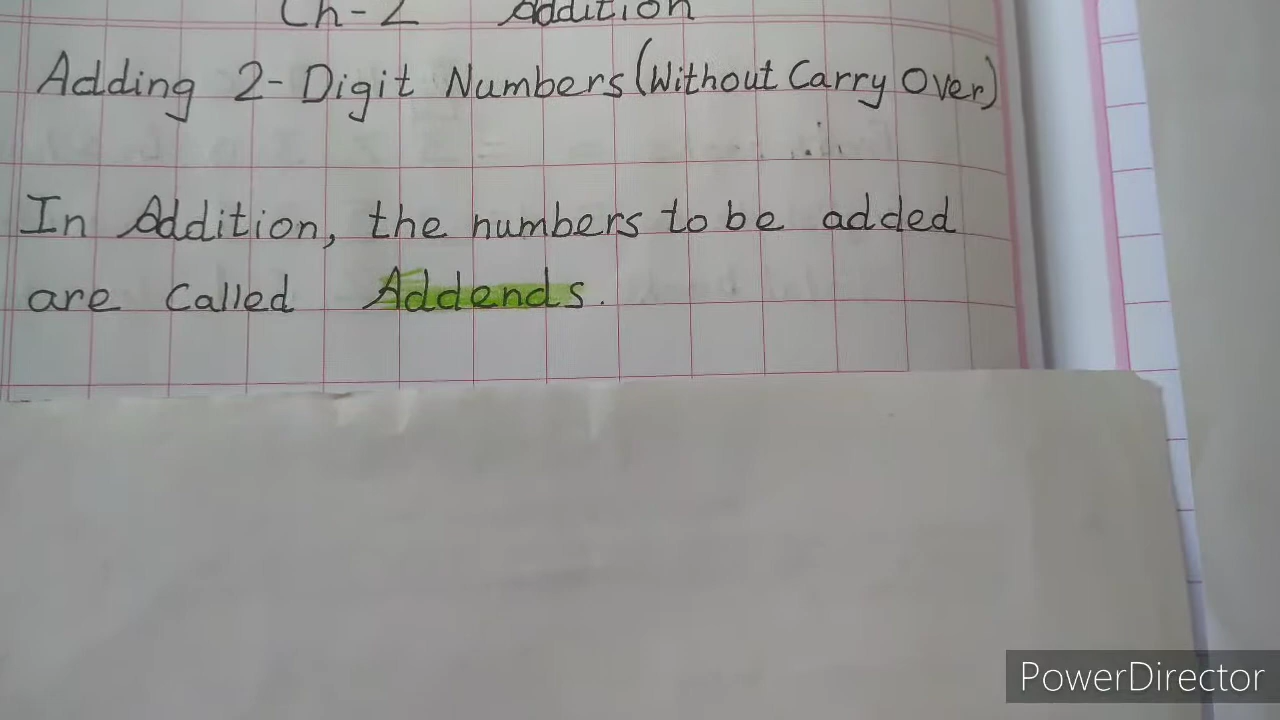 Ch-2 Addition
Adding 2-Digit Numbers (Without Carry Over)
In Addition, the numbers to be added
are called Addends.
PowerDirector